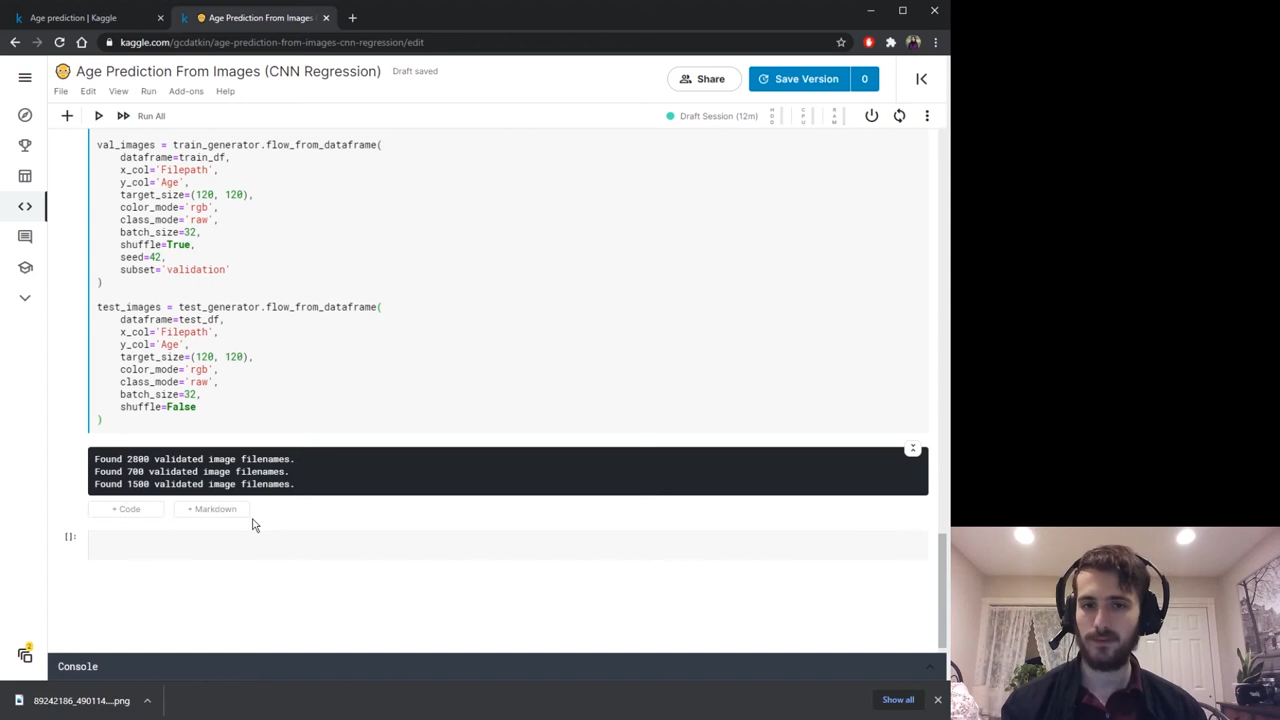 Age prediction | Kaggle
Age Prediction From Images (
kaggle.com/gcdatkin/age-prediction-from-images-cnn-regression/edit
Age Prediction From Images (CNN Regression)
Draft saved
Share
Save Version
0
File
Edit
View
Run
Add-ons
Help
Run All
Draft Session (12m)
HDD
CPU
RAM
val_images = train_generator.flow_from_dataframe(
dataframe=train_df,
x_col='Filepath',
y_col='Age',
target_size=(120, 120),
color_mode='rgb',
class_mode='raw',
batch_size=32,
shuffle=True,
seed=42,
subset='validation'
)
test_images = test_generator.flow_from_dataframe(
dataframe=test_df,
x_col='Filepath',
y_col='Age',
target_size=(120, 120),
color_mode='rgb',
class_mode='raw',
batch_size=32,
shuffle=False
)
Found 2800 validated image filenames.
Found 700 validated image filenames.
Found 1500 validated image filenames.
+ Code
+ Markdown
[]:
Console
2
89242186_490114....png
Show all